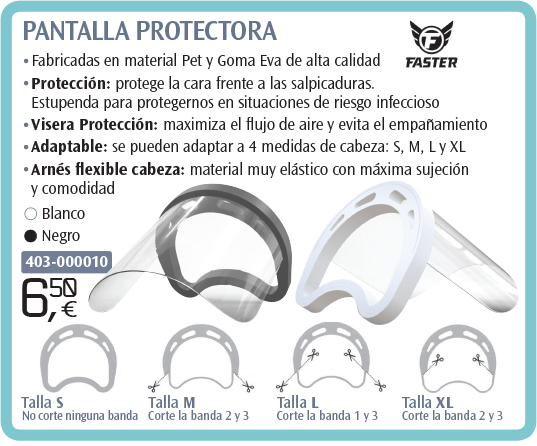 PANTALLA PROTECTORA
FASTER
• Fabricadas en material Pet y Goma Eva de alta calidad
• Protección: protege la cara frente a las salpicaduras.
Estupenda para protegernos en situaciones de riesgo infeccioso
• Visera Protección: maximiza el flujo de aire y evita el empañamiento
• Adaptable: se pueden adaptar a 4 medidas de cabeza: S, M, L y XL
• Arnés flexible cabeza: material muy elástico con máxima sujeción
y comodidad
Blanco
Negro
403-000010
6,50 €
Talla S
No corte ninguna banda
Talla M
Corte la banda 2 y 3
Talla L
Corte la banda 1 y 3
Talla XL
Corte la banda 2 y 3